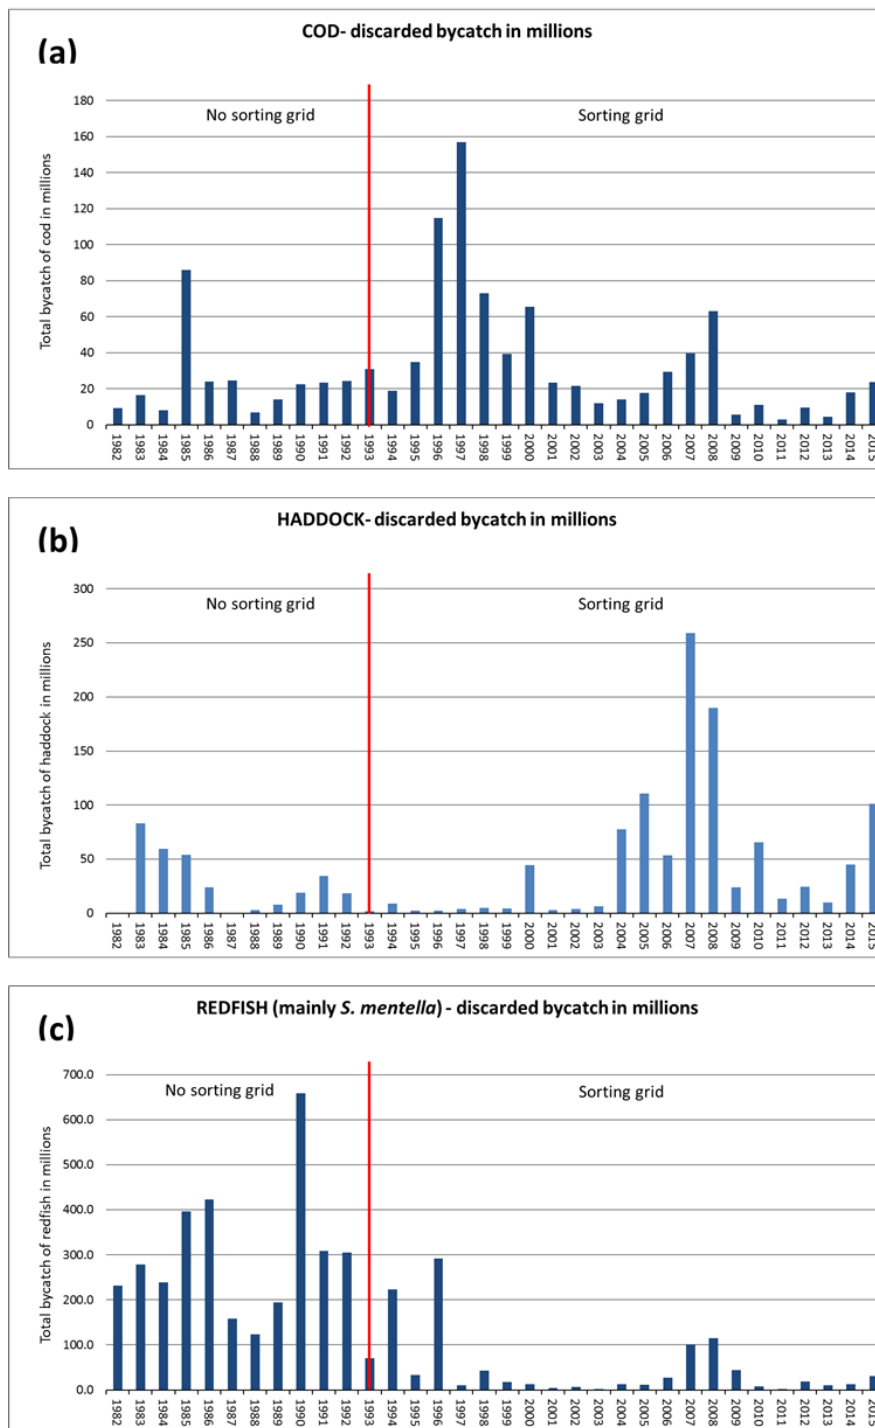 COD- discarded bycatch in millions
(a)
No sorting grid
Sorting grid
Total bycatch of cod in millions
180
160
140
120
100
80
60
40
20
0
1982 1983 1984 1985 1986 1987 1988 1989 1990 1991 1992 1993 1994 1995 1996 1997 1998 1999 2000 2001 2002 2003 2004 2005 2006 2007 2008 2009 2010 2011 2012 2013 2014 2015
HADDOCK- discarded bycatch in millions
(b)
No sorting grid
Sorting grid
Total bycatch of haddock in millions
300
250
200
150
100
50
0
1982 1983 1984 1985 1986 1987 1988 1989 1990 1991 1992 1993 1994 1995 1996 1997 1998 1999 2000 2001 2002 2003 2004 2005 2006 2007 2008 2009 2010 2011 2012 2013 2014 2015
REDFISH (mainly S. mentella) - discarded bycatch in millions
(c)
No sorting grid
Sorting grid
Total bycatch of redfish in millions
700.0
600.0
500.0
400.0
300.0
200.0
100.0
0.0
1982 1983 1984 1985 1986 1987 1988 1989 1990 1991 1992 1993 1994 1995 1996 1997 1998 1999 2000 2001 2002 2003 2004 2005 2006 2007 2008 2009 2010 2011 2012 2013 2014 2015